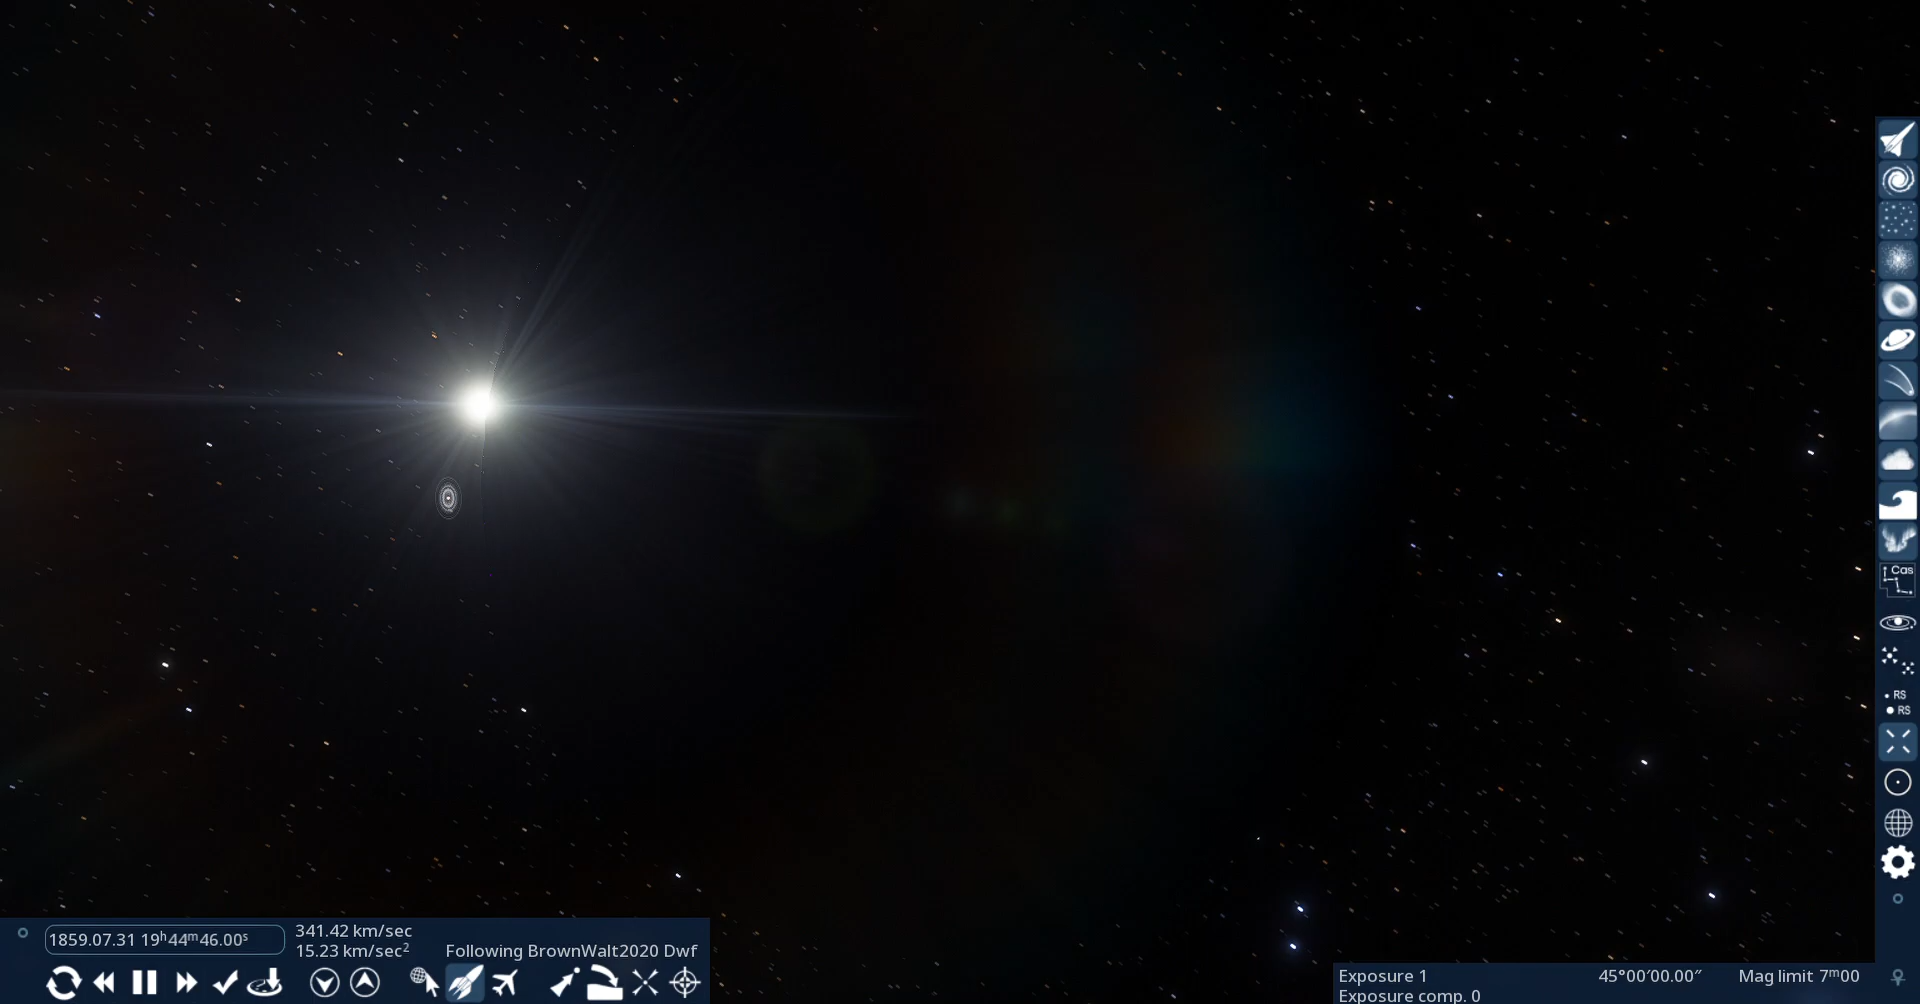 Cas
RS
RS
1859.07.31 19ʰ44ᵐ46.00ˢ
341.42 km/sec
15.23 km/sec²
Following BrownWalt2020 Dwf
Exposure 1
45°00′00.00″
Mag limit 7ᵐ00
Exposure comp. 0